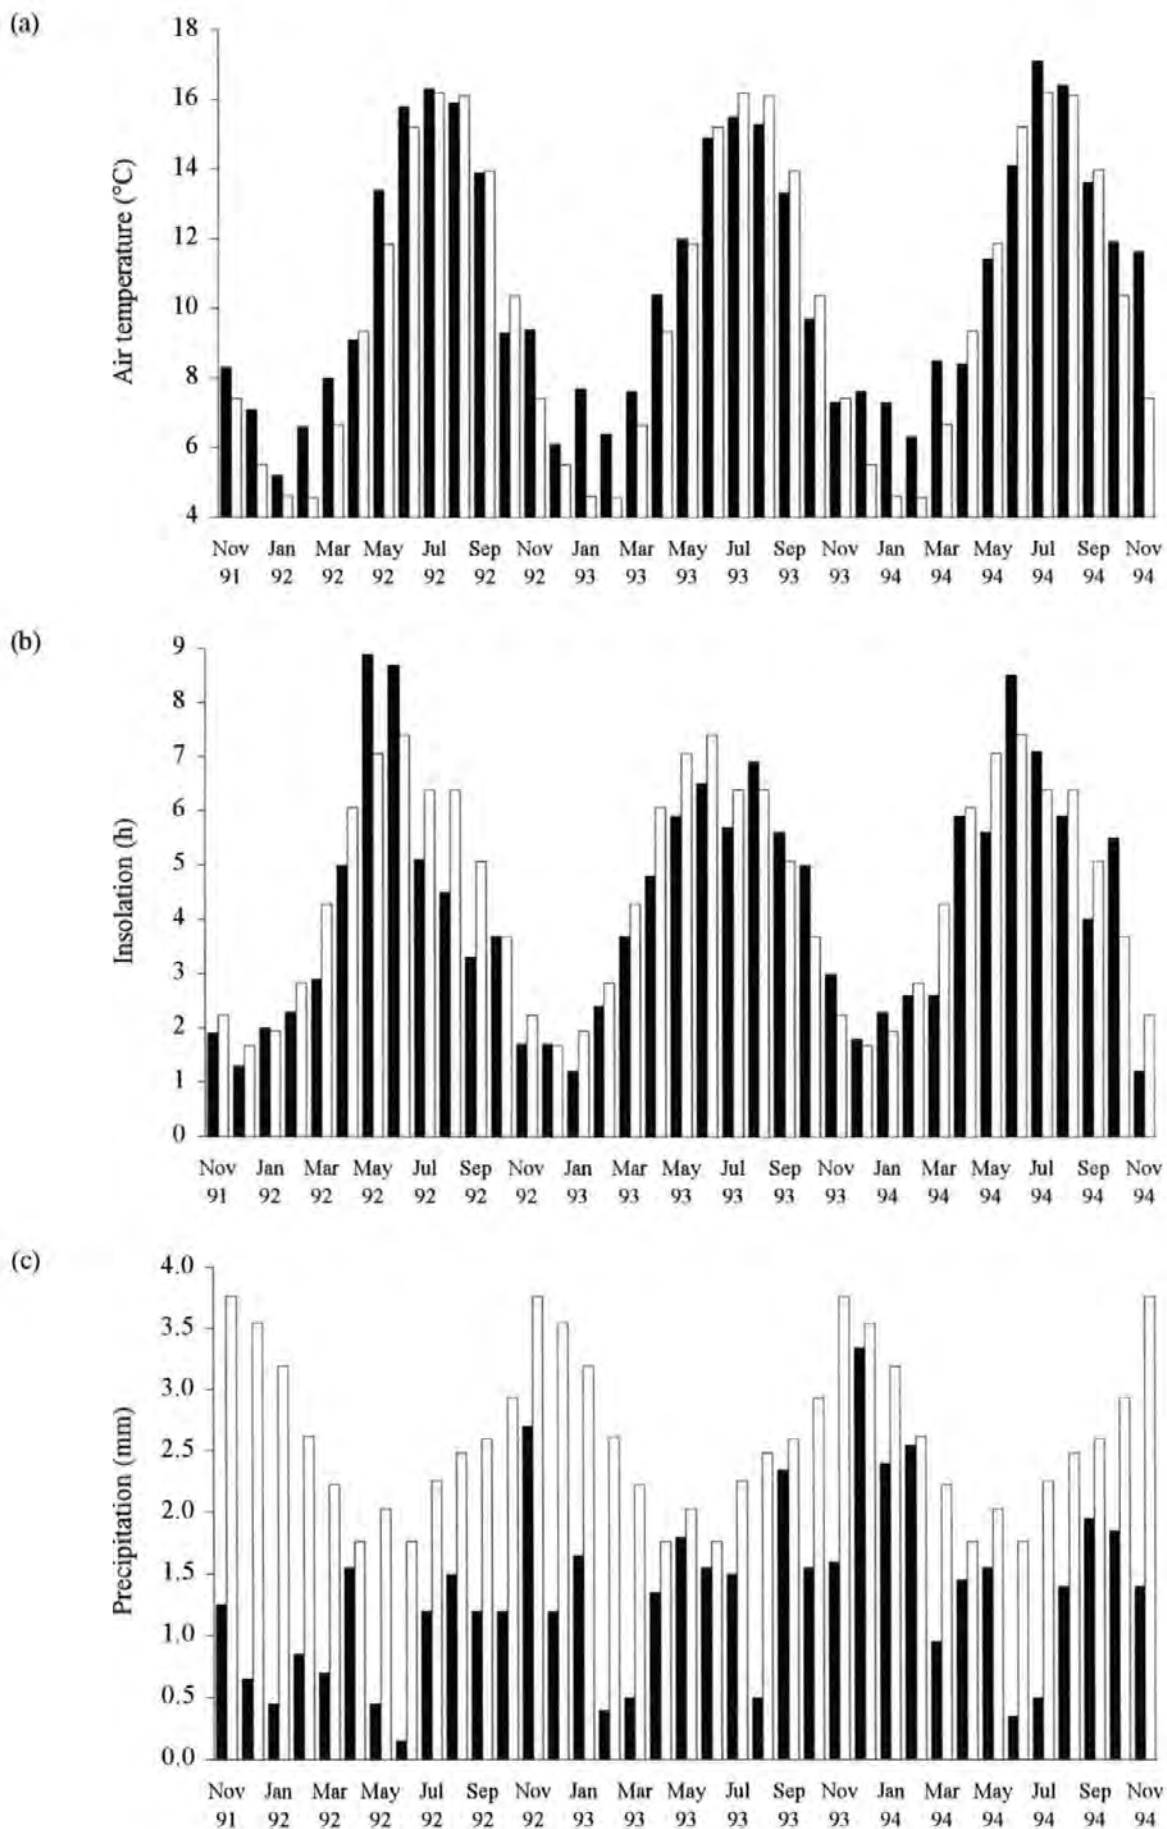 (a)
Air temperature (°C)
18
16
14
12
10
8
6
4
Nov Jan Mar May Jul Sep Nov Jan Mar May Jul Sep Nov Jan Mar May Jul Sep Nov
91 92 92 92 92 92 92 93 93 93 93 93 93 94 94 94 94 94 94
(b)
Insolation (h)
9
8
7
6
5
4
3
2
1
0
Nov Jan Mar May Jul Sep Nov Jan Mar May Jul Sep Nov Jan Mar May Jul Sep Nov
91 92 92 92 92 92 92 93 93 93 93 93 93 94 94 94 94 94 94
(c)
Precipitation (mm)
4.0
3.5
3.0
2.5
2.0
1.5
1.0
0.5
0.0
Nov Jan Mar May Jul Sep Nov Jan Mar May Jul Sep Nov Jan Mar May Jul Sep Nov
91 92 92 92 92 92 92 93 93 93 93 93 93 94 94 94 94 94 94